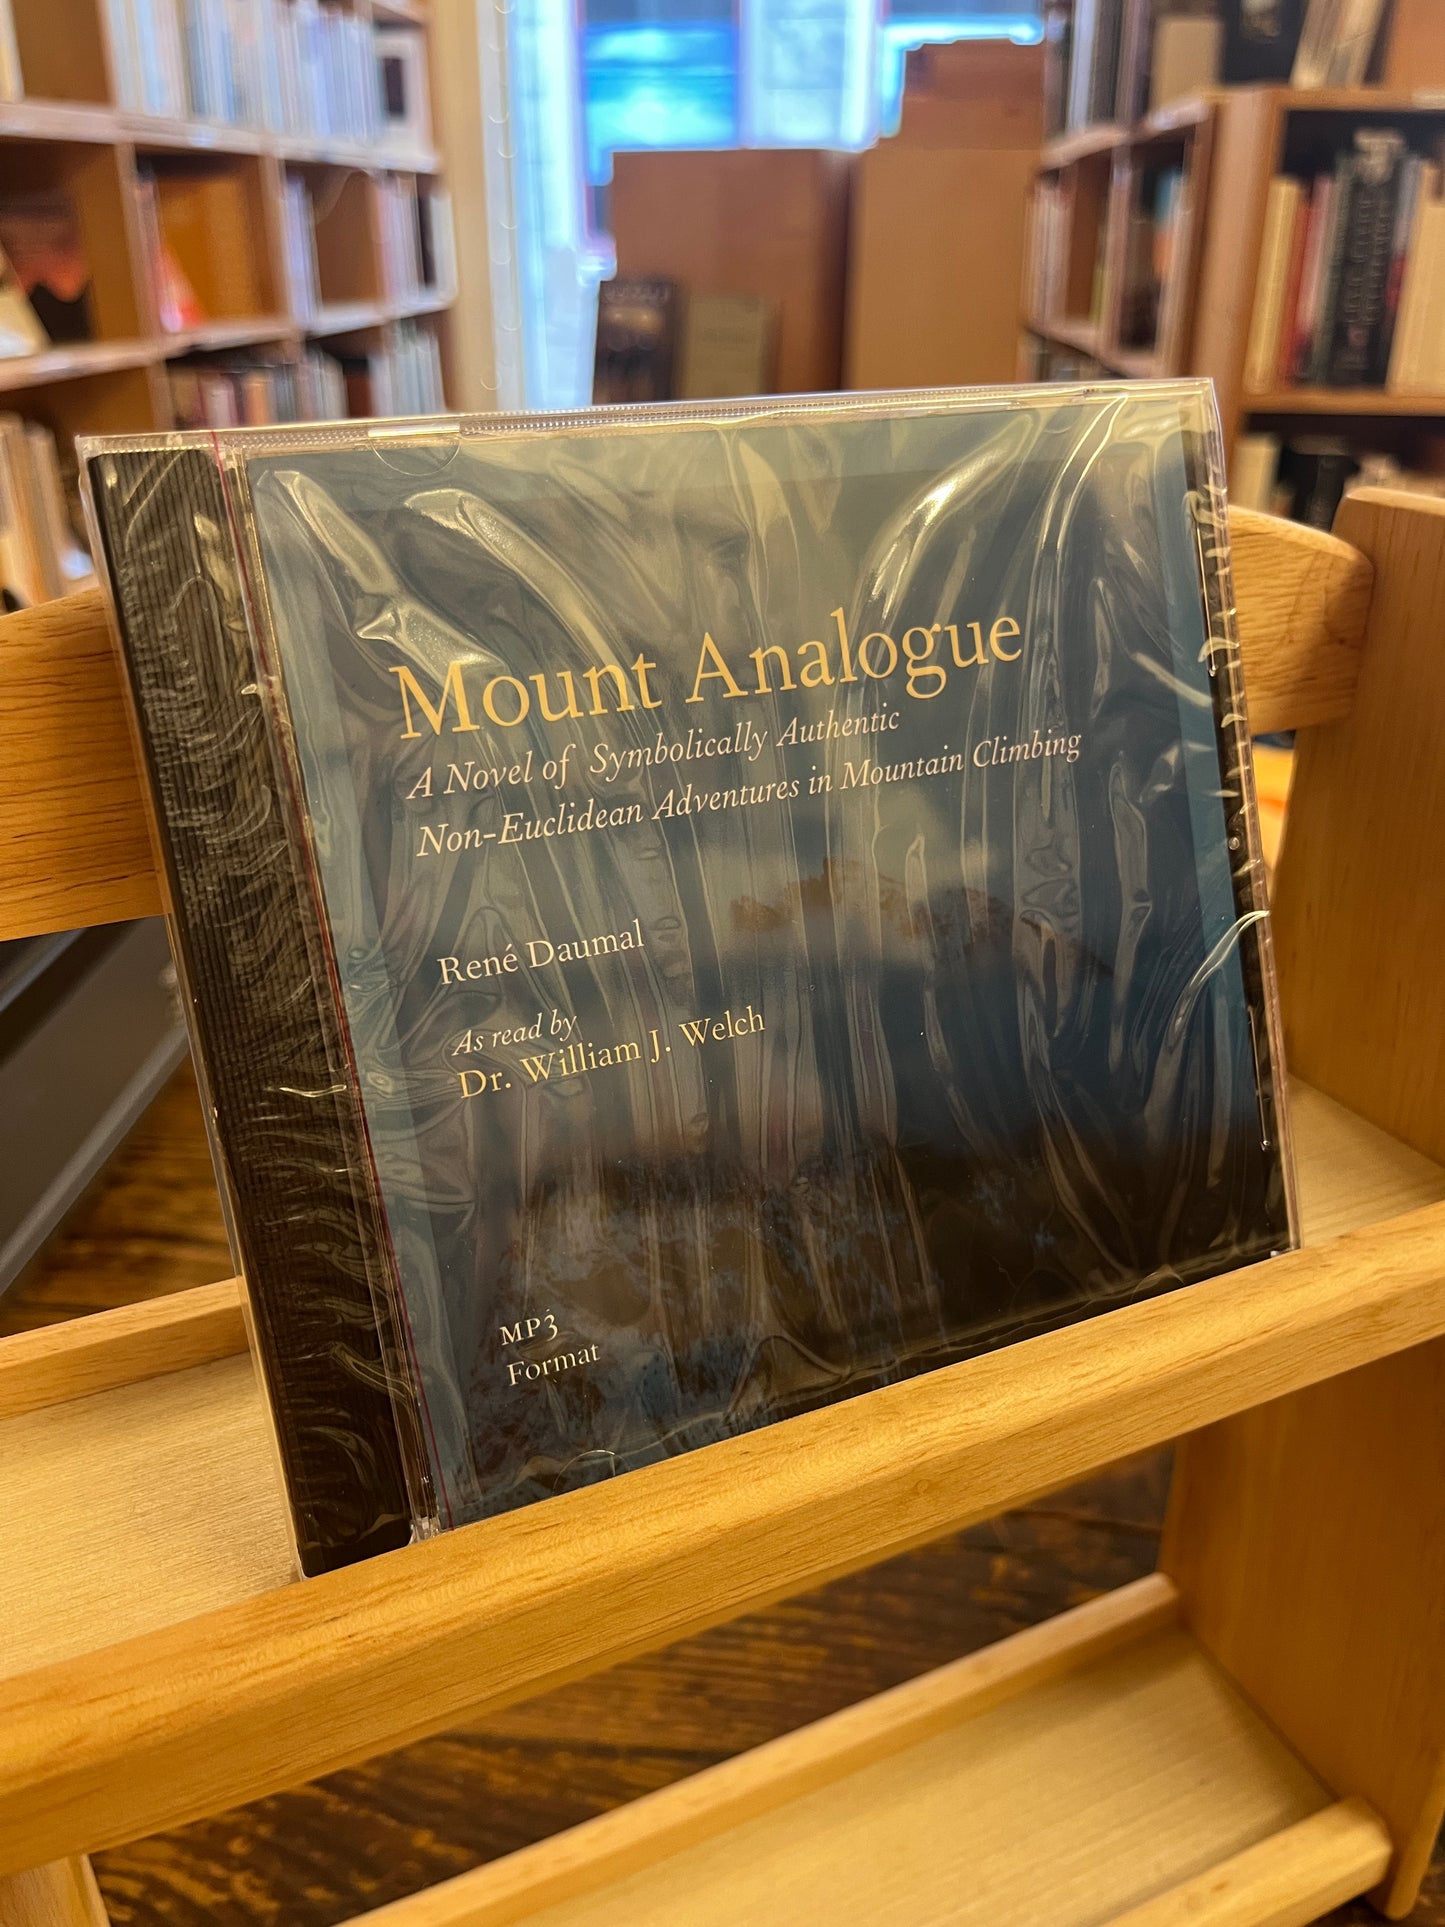 Mount Analogue
A Novel of Symbolically Authentic
Non-Euclidean Adventures in Mountain Climbing
René Daumal
As read by
Dr. William J. Welch
MP3
Format